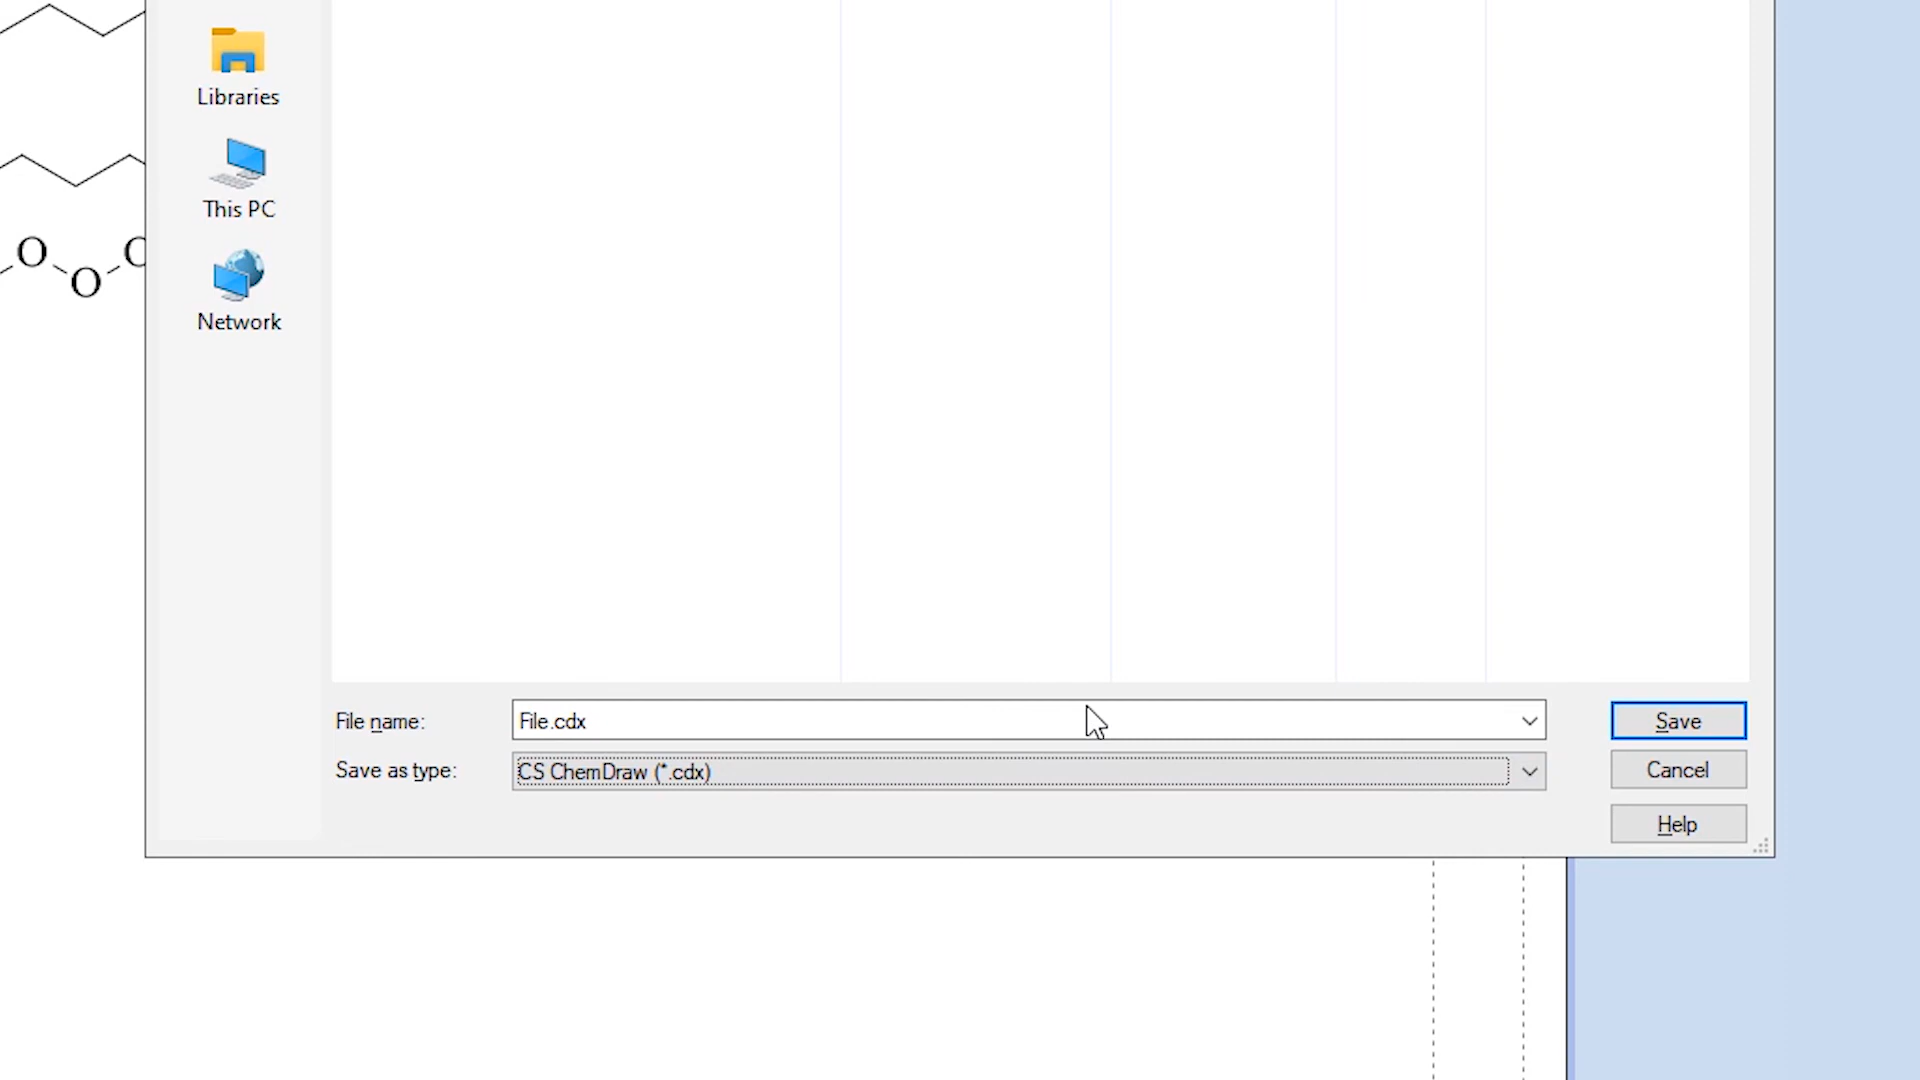 Libraries
This PC
O O O
Network
File name: File.cdx Save
Save as type: CS ChemDraw (*.cdx) Cancel
Help